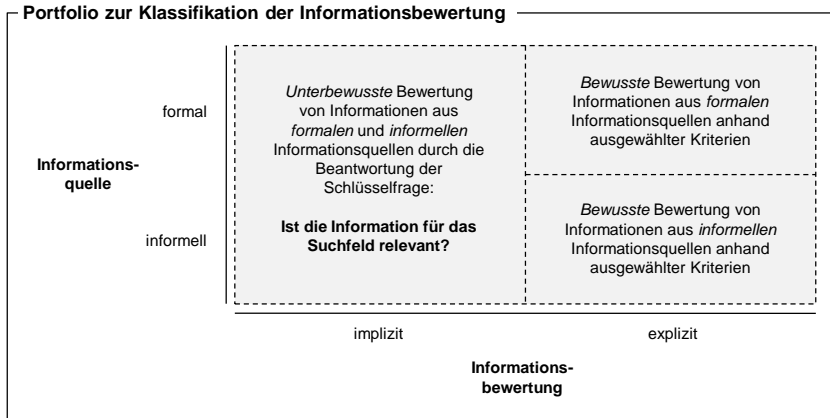 Portfolio zur Klassifikation der Informationsbewertung
formal
Informations-
quelle
informell
Unterbewusste Bewertung
von Informationen aus
formalen und informellen
Informationsquellen durch die
Beantwortung der
Schlüsselfrage:
Ist die Information für das
Suchfeld relevant?
Bewusste Bewertung von
Informationen aus formalen
Informationsquellen anhand
ausgewählter Kriterien
Bewusste Bewertung von
Informationen aus informellen
Informationsquellen anhand
ausgewählter Kriterien
implizit
explizit
Informations-
bewertung